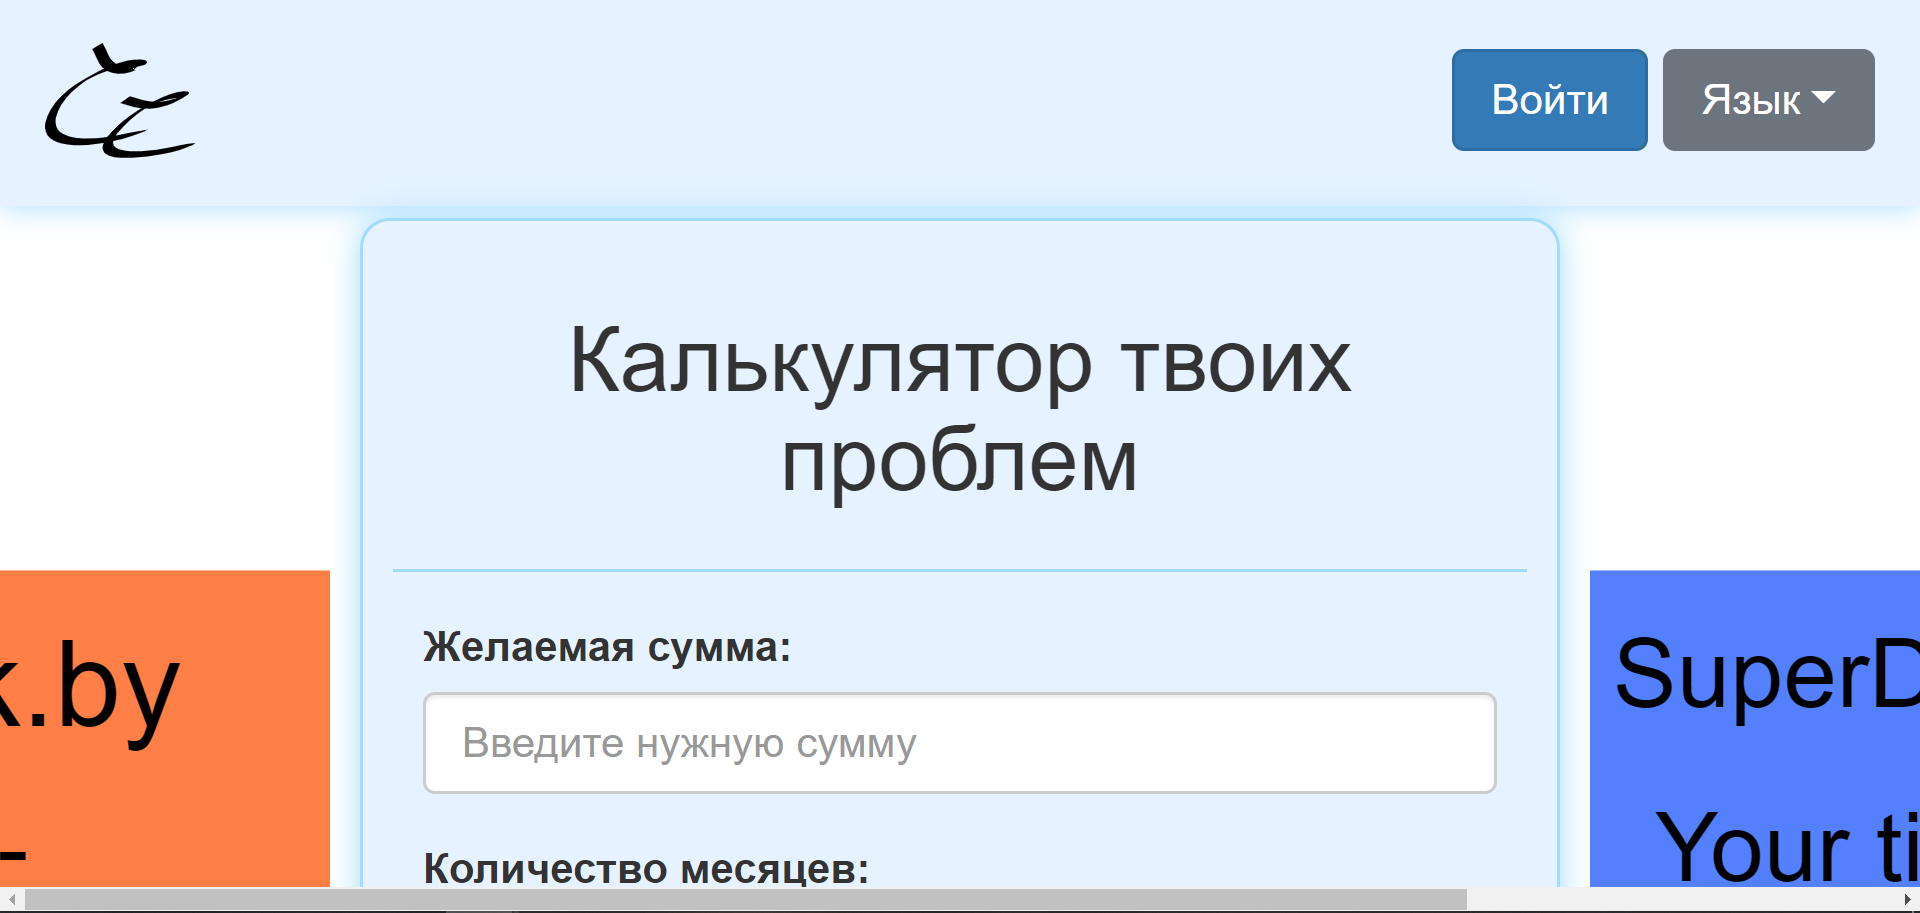 Войти
Язык
Калькулятор твоих
проблем
Желаемая сумма:
Введите нужную сумму
Количество месяцев:
k.by
-
SuperD
Your ti